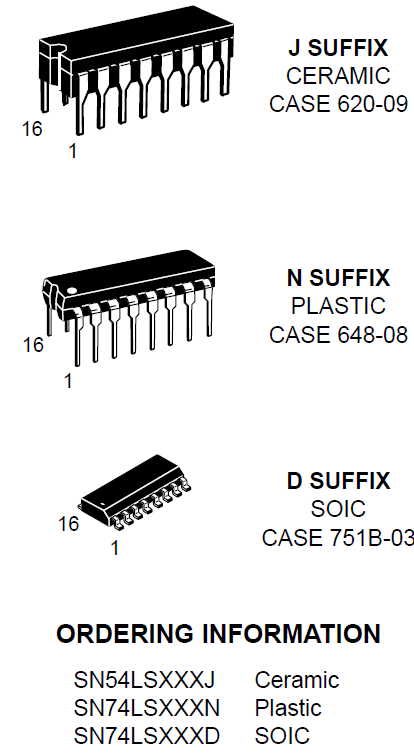 J SUFFIX
CERAMIC
CASE 620-09
16
1
N SUFFIX
PLASTIC
CASE 648-08
16
1
D SUFFIX
SOIC
CASE 751B-03
16
1
ORDERING INFORMATION
SN54LSXXXJ Ceramic
SN74LSXXXN Plastic
SN74LSXXXD SOIC